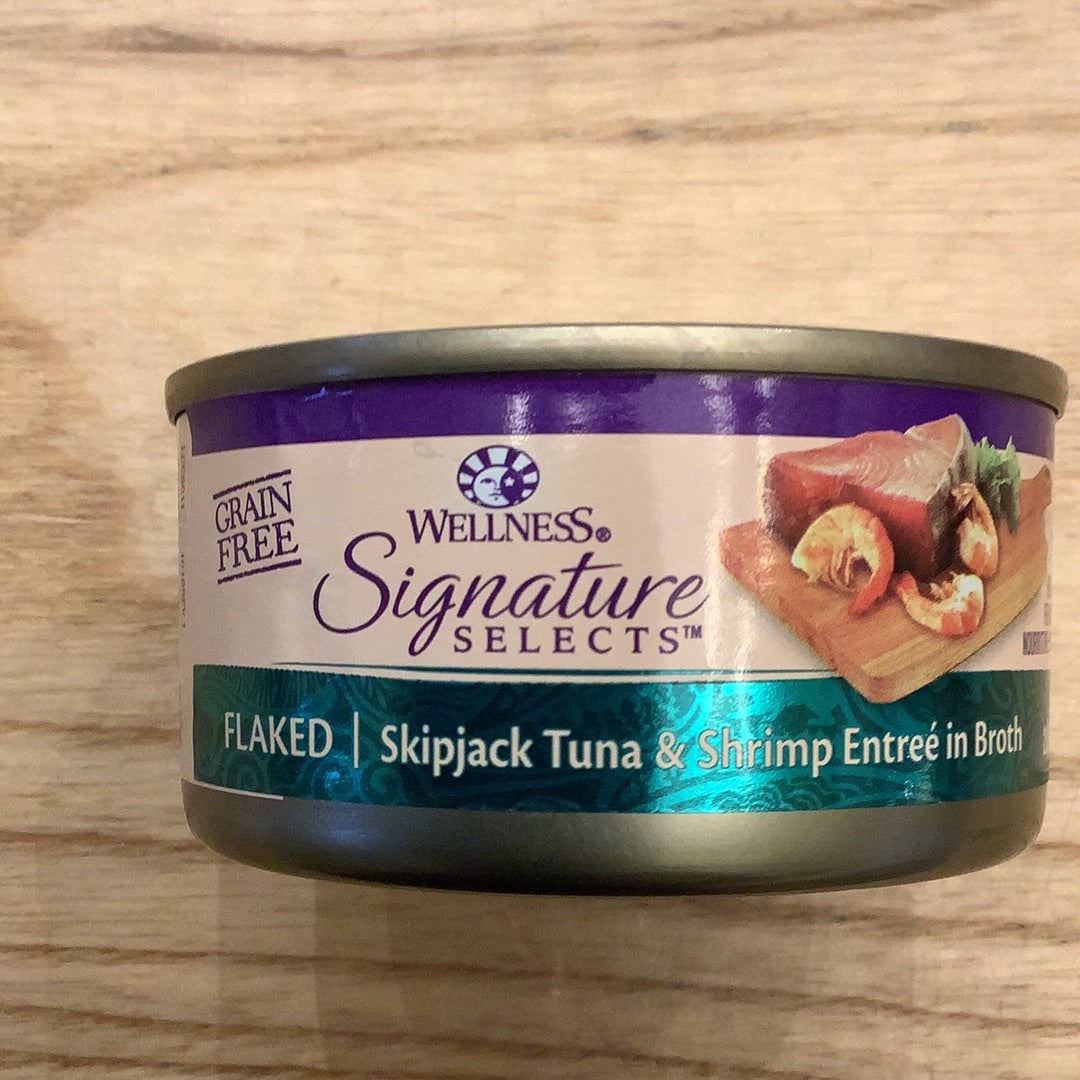 GRAIN
FREE
WELLNESS®
Signature
SELECTS™
FLAKED | Skipjack Tuna & Shrimp Entreé in Broth